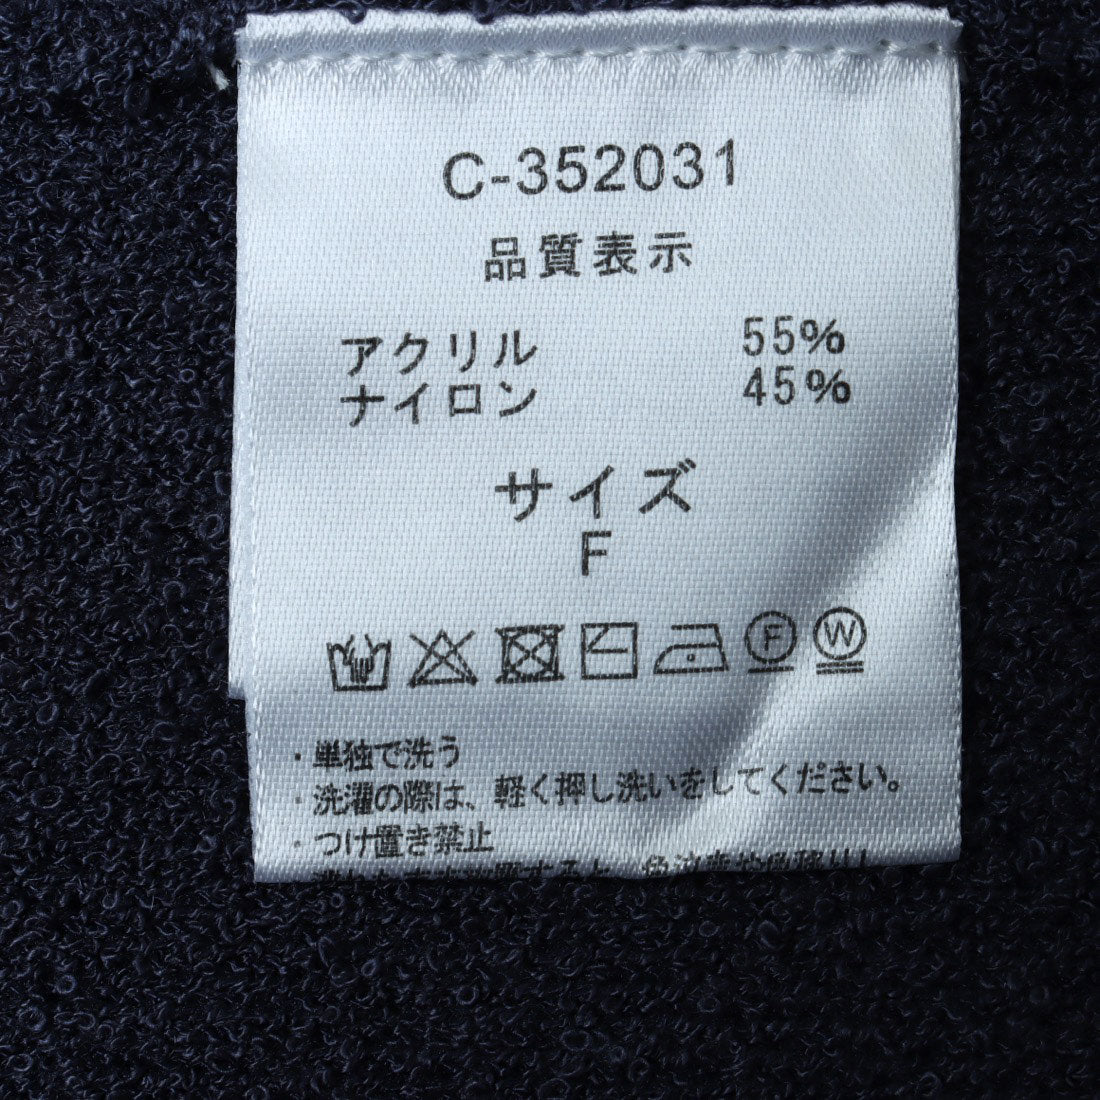 C-352031
品質表示
アクリル 55%
ナイロン 45%
サイズ
F
F W
・単独で洗う
・洗濯の際は、軽く押し洗いをしてください。
・つけ置き禁止